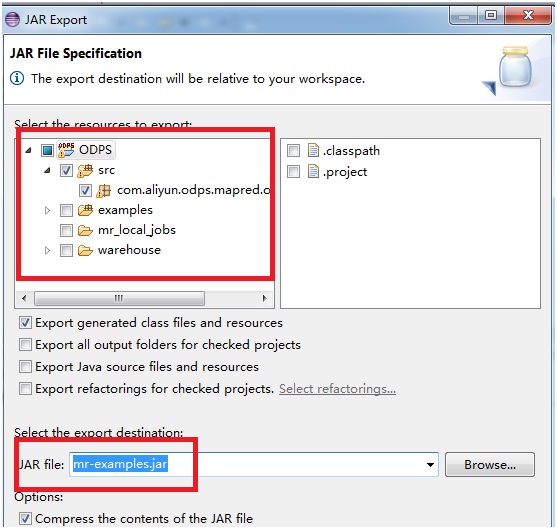 JAR Export
JAR File Specification
The export destination will be relative to your workspace.
Select the resources to export:
ODPS
src
com.aliyun.odps.mapred.o
examples
mr_local_jobs
warehouse
.classpath
.project
Export generated class files and resources
Export all output folders for checked projects
Export Java source files and resources
Export refactorings for checked projects. Select refactorings...
Select the export destination:
JAR file: mr-examples.jar Browse...
Options:
Compress the contents of the JAR file